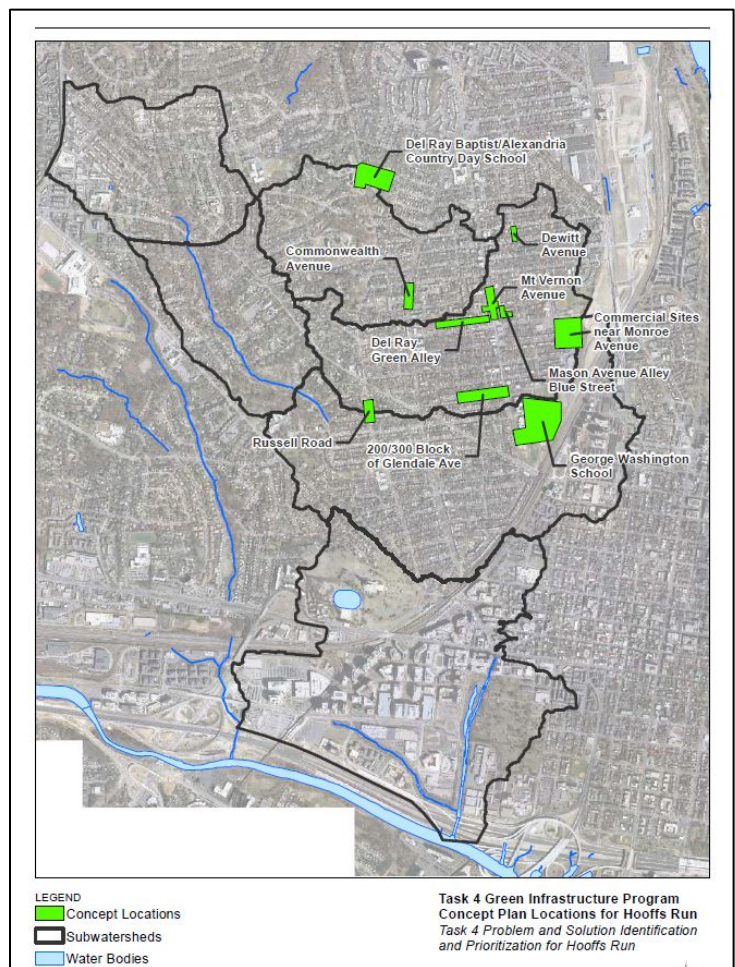 Del Ray Baptist/Alexandria
Country Day School
Dewitt
Avenue
Commonwealth
Avenue
Mt Vernon
Avenue
Commercial Sites
near Monroe
Avenue
Del Ray
Green Alley
Mason Avenue Alley
Blue Street
Russell Road
200/300 Block
of Glendale Ave
George Washington
School
LEGEND
Concept Locations
Subwatersheds
Water Bodies
Task 4 Green Infrastructure Program
Concept Plan Locations for Hooffs Run
Task 4 Problem and Solution Identification
and Prioritization for Hooffs Run